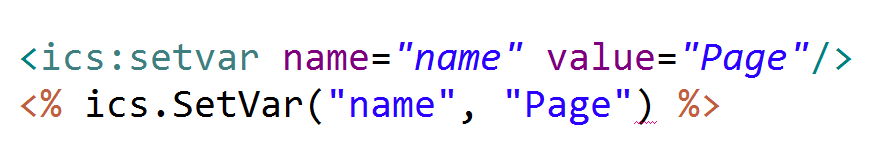 <ics:setvar name="name" value="Page"/>
<% ics.SetVar("name", "Page") %>